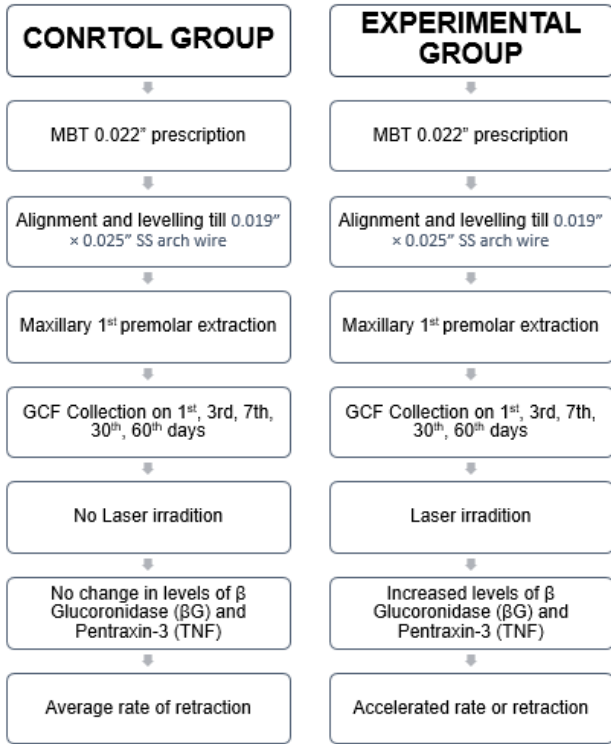 CONRTOL GROUP
MBT 0.022” prescription
Alignment and levelling till 0.019”
× 0.025” SS arch wire
Maxillary 1st premolar extraction
GCF Collection on 1st, 3rd, 7th,
30th, 60th days
No Laser irradition
No change in levels of β
Glucoronidase (βG) and
Pentraxin-3 (TNF)
Average rate of retraction
EXPERIMENTAL
GROUP
MBT 0.022” prescription
Alignment and levelling till 0.019”
× 0.025” SS arch wire
Maxillary 1st premolar extraction
GCF Collection on 1st, 3rd, 7th,
30th, 60th days
Laser irradition
Increased levels of β
Glucoronidase (βG) and
Pentraxin-3 (TNF)
Accelerated rate or retraction